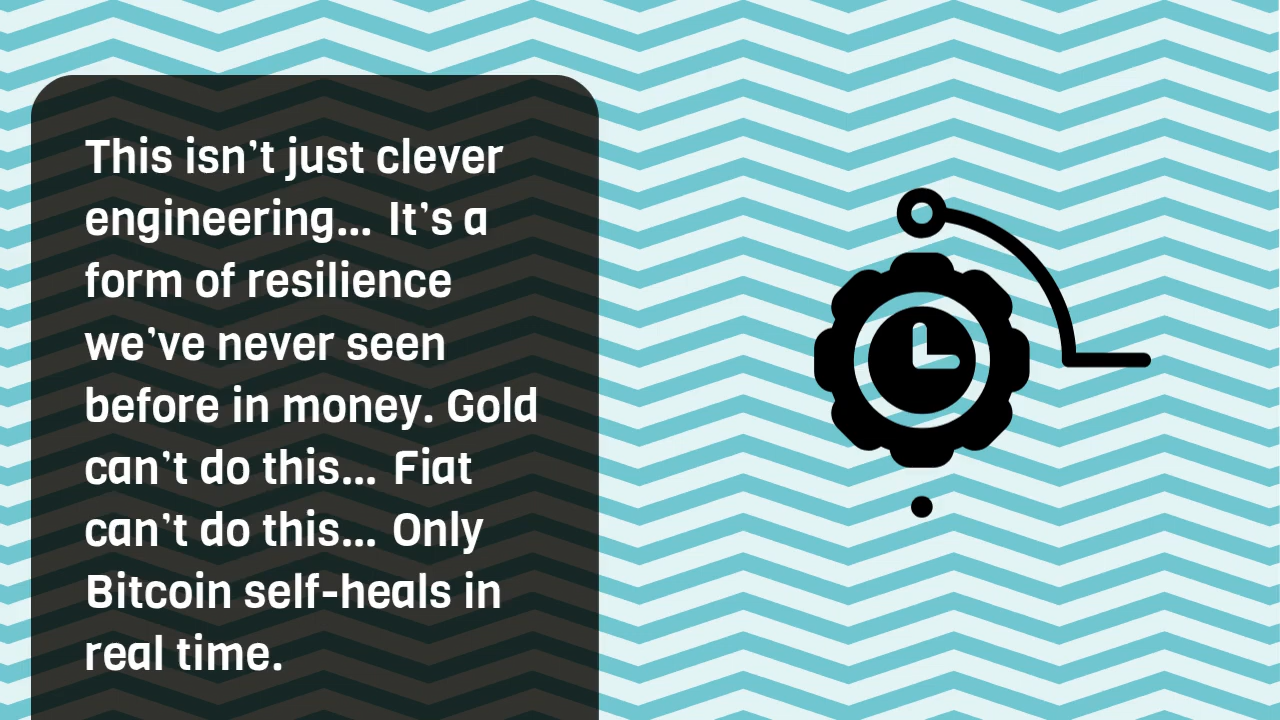 This isn’t just clever
engineering... It’s a
form of resilience
we’ve never seen
before in money. Gold
can’t do this... Fiat
can’t do this... Only
Bitcoin self-heals in
real time.